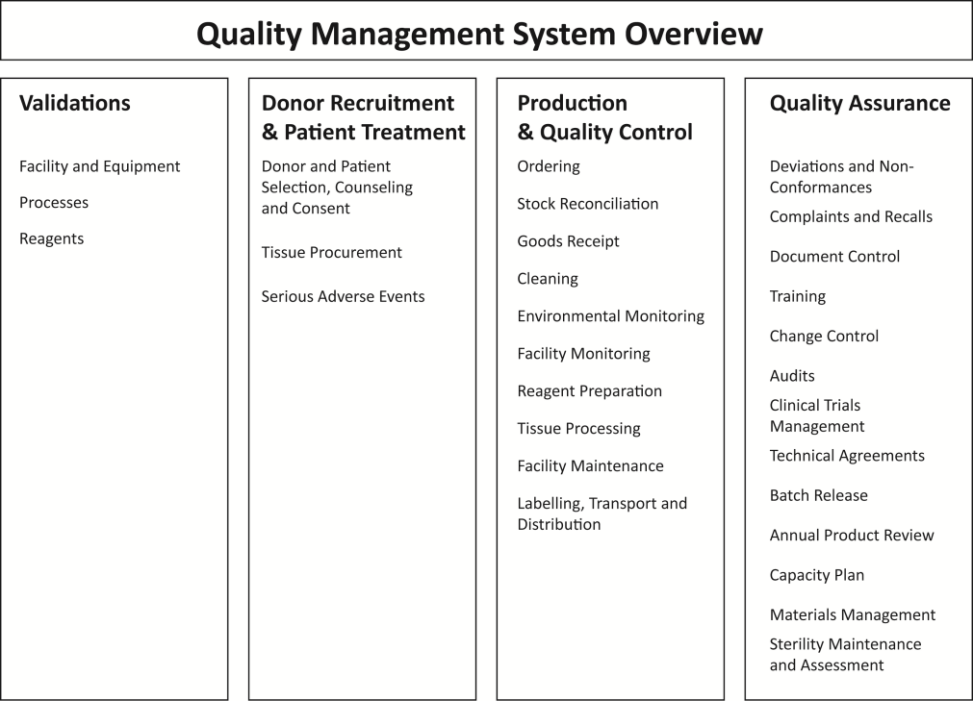 Quality Management System Overview
Validations
Facility and Equipment
Processes
Reagents
Donor Recruitment
& Patient Treatment
Donor and Patient
Selection, Counseling
and Consent
Tissue Procurement
Serious Adverse Events
Production
& Quality Control
Ordering
Stock Reconciliation
Goods Receipt
Cleaning
Environmental Monitoring
Facility Monitoring
Reagent Preparation
Tissue Processing
Facility Maintenance
Labelling, Transport and
Distribution
Quality Assurance
Deviations and Non-
Conformances
Complaints and Recalls
Document Control
Training
Change Control
Audits
Clinical Trials
Management
Technical Agreements
Batch Release
Annual Product Review
Capacity Plan
Materials Management
Sterility Maintenance
and Assessment